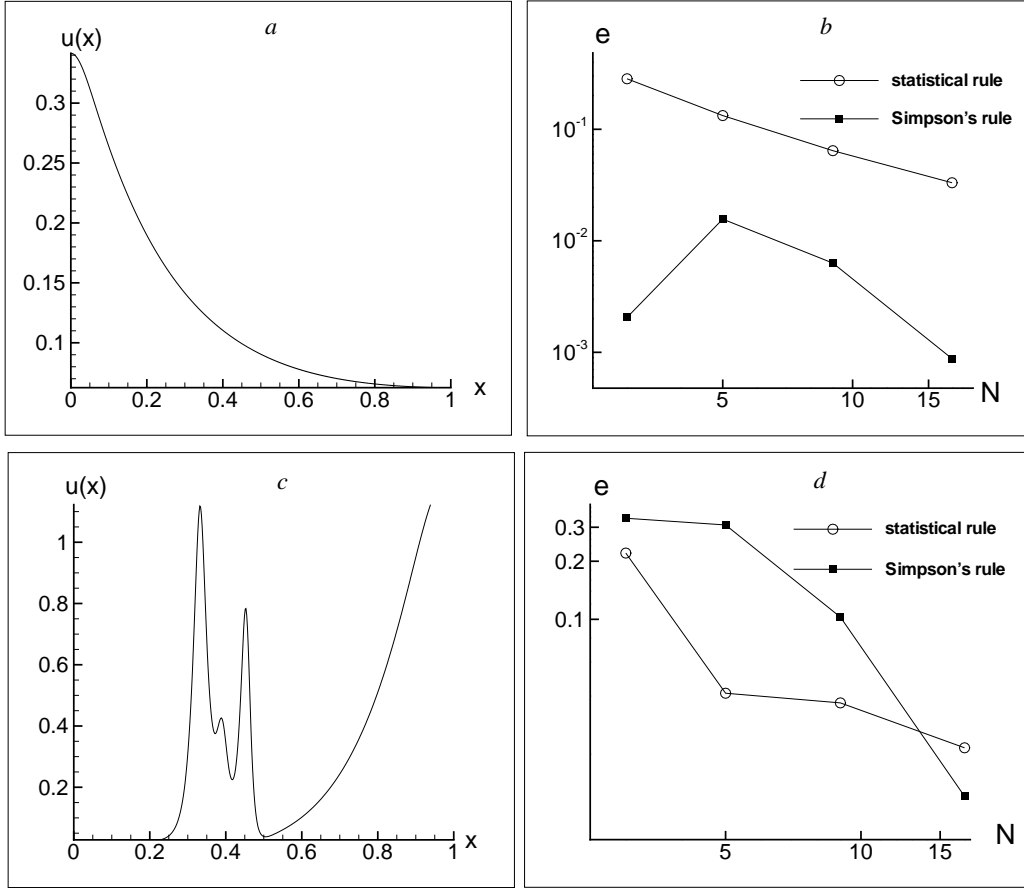 a
u(x)
0.3
0.25
0.2
0.15
0.1
0 0.2 0.4 0.6 0.8 1 x
b
e
statistical rule
Simpson's rule
10-1
10-2
10-3
5 10 15 N
c
u(x)
1
0.8
0.6
0.4
0.2
0 0.2 0.4 0.6 0.8 1 x
d
e
statistical rule
Simpson's rule
0.3
0.2
0.1
5 10 15 N